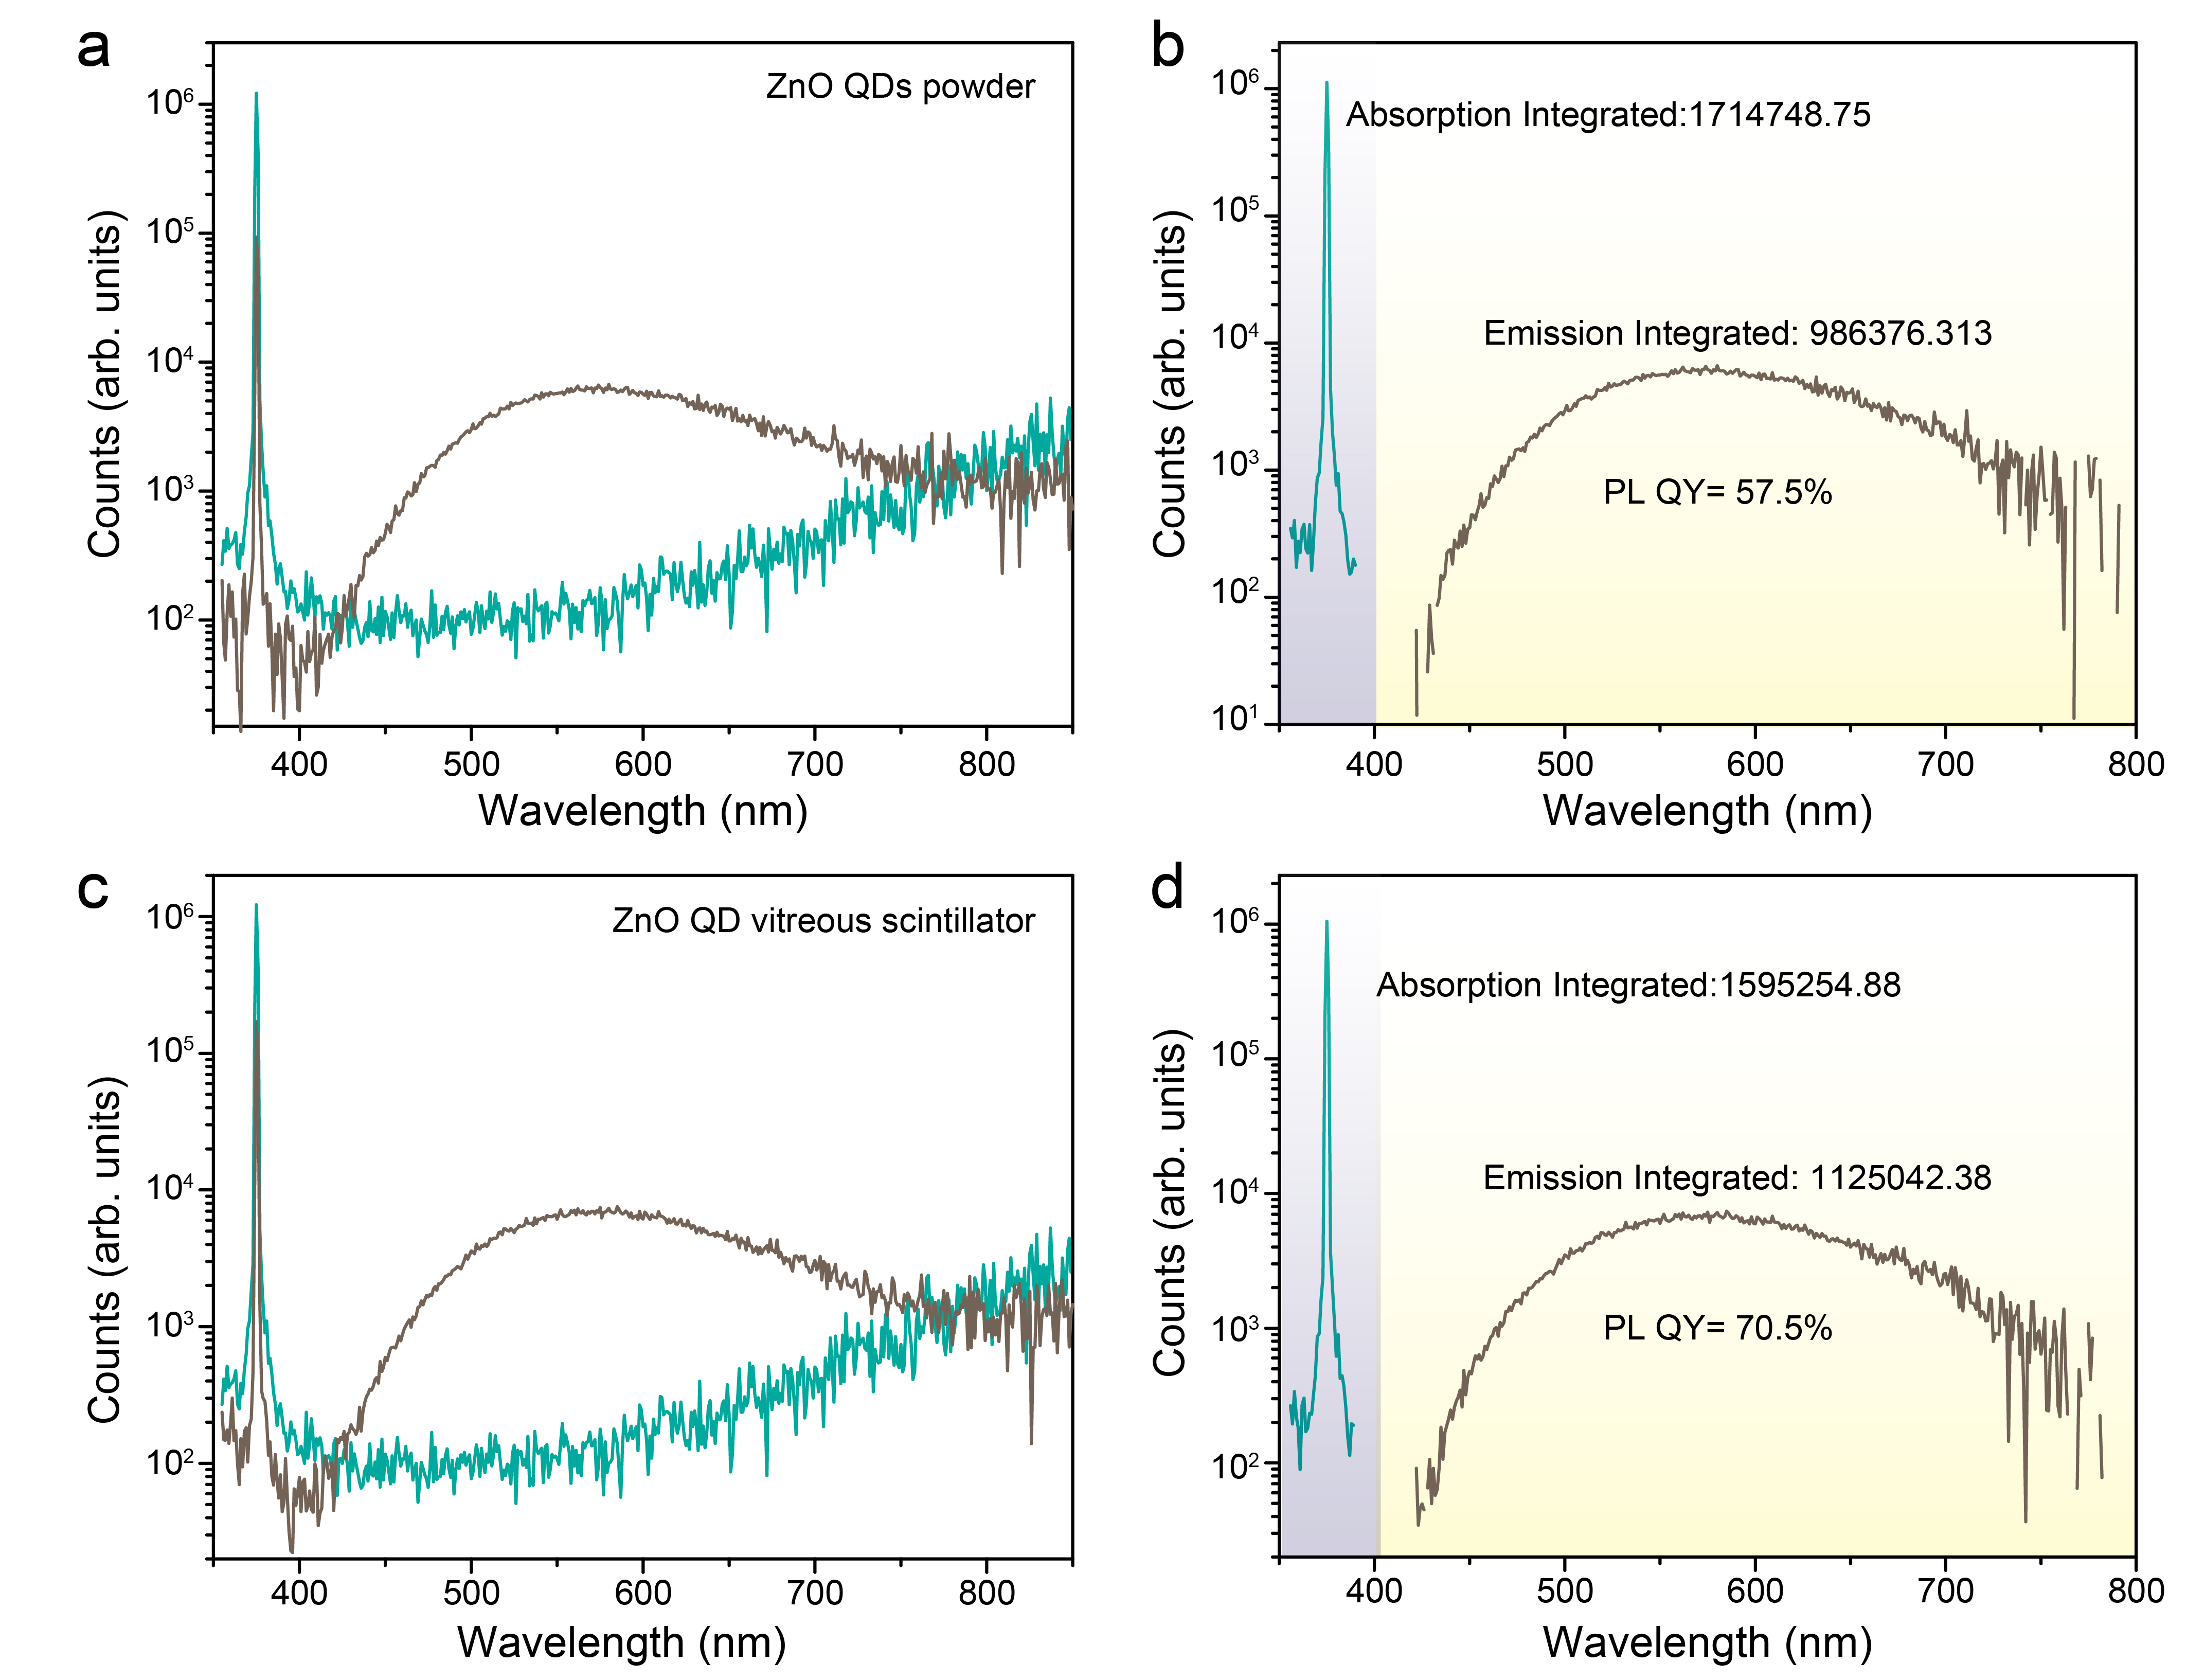 a
ZnO QDs powder
10⁶
10⁵
10⁴
10³
10²
Counts (arb. units)
400 500 600 700 800
Wavelength (nm)
b
Absorption Integrated:1714748.75
Emission Integrated: 986376.313
PL QY= 57.5%
10⁶
10⁵
10⁴
10³
10²
10¹
Counts (arb. units)
400 500 600 700 800
Wavelength (nm)
c
ZnO QD vitreous scintillator
10⁶
10⁵
10⁴
10³
10²
Counts (arb. units)
400 500 600 700 800
Wavelength (nm)
d
Absorption Integrated:1595254.88
Emission Integrated: 1125042.38
PL QY= 70.5%
10⁶
10⁵
10⁴
10³
10²
Counts (arb. units)
400 500 600 700 800
Wavelength (nm)